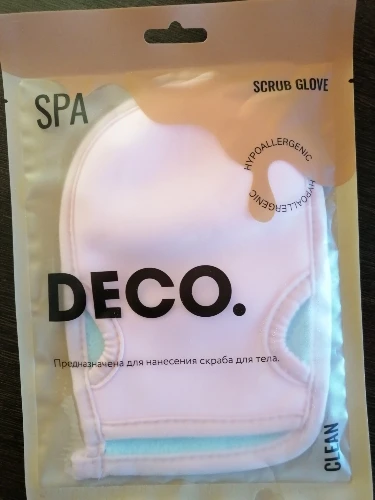 SPA
SCRUB GLOVE
HYPOALLERGENIC
HYPOALLERGENIC
DECO.
Предназначена для нанесения скраба для тела.
CLEAN